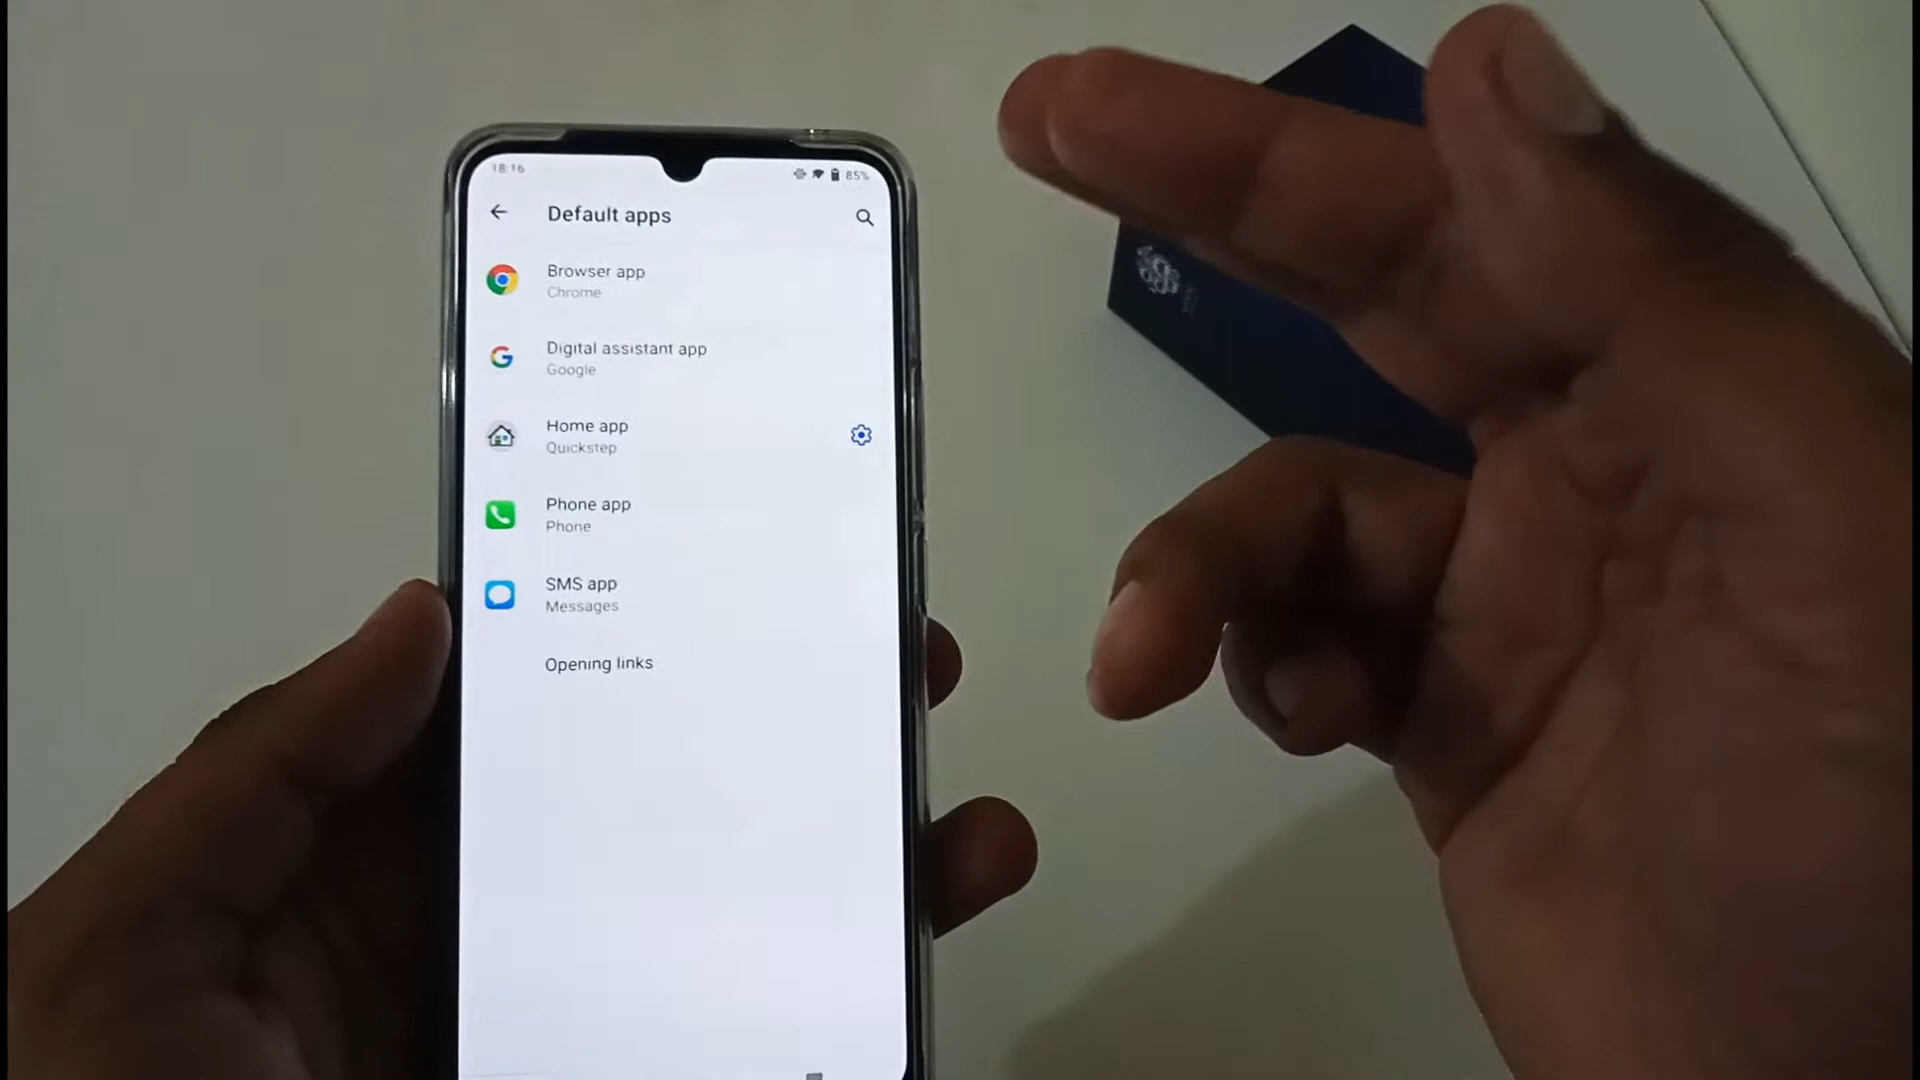 18:16
85%
Default apps
Browser app
Chrome
Digital assistant app
Google
Home app
Quickstep
Phone app
Phone
SMS app
Messages
Opening links